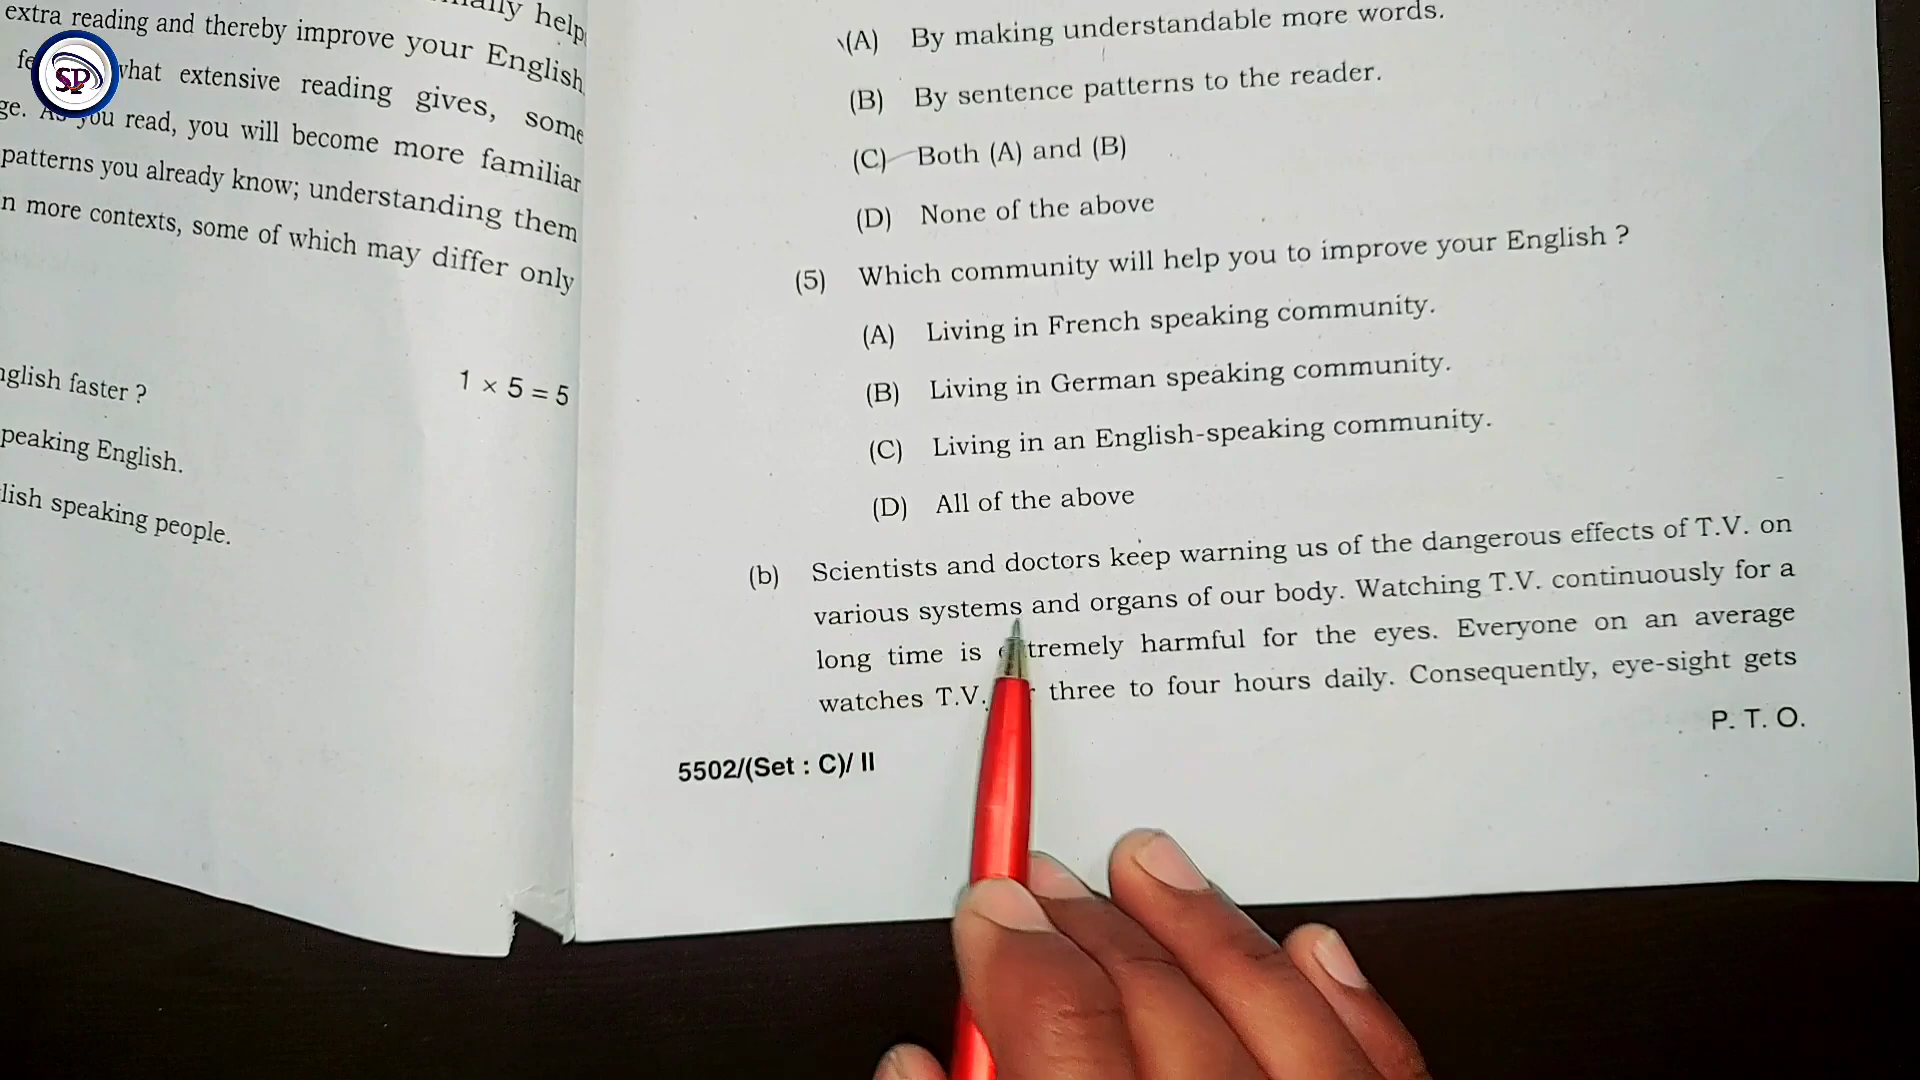 nally help
extra reading and thereby improve your English
what extensive reading gives, some
ge. As you read, you will become more familiar
patterns you already know; understanding them
n more contexts, some of which may differ only
nglish faster ? 1 × 5 = 5
peaking English.
lish speaking people.
SP
(A) By making understandable more words.
(B) By sentence patterns to the reader.
(C) Both (A) and (B)
(D) None of the above
(5) Which community will help you to improve your English ?
(A) Living in French speaking community.
(B) Living in German speaking community.
(C) Living in an English-speaking community.
(D) All of the above
(b) Scientists and doctors keep warning us of the dangerous effects of T.V. on
various systems and organs of our body. Watching T.V. continuously for a
long time is extremely harmful for the eyes. Everyone on an average
watches T.V. three to four hours daily. Consequently, eye-sight gets
P. T. O.
5502/(Set : C)/ II